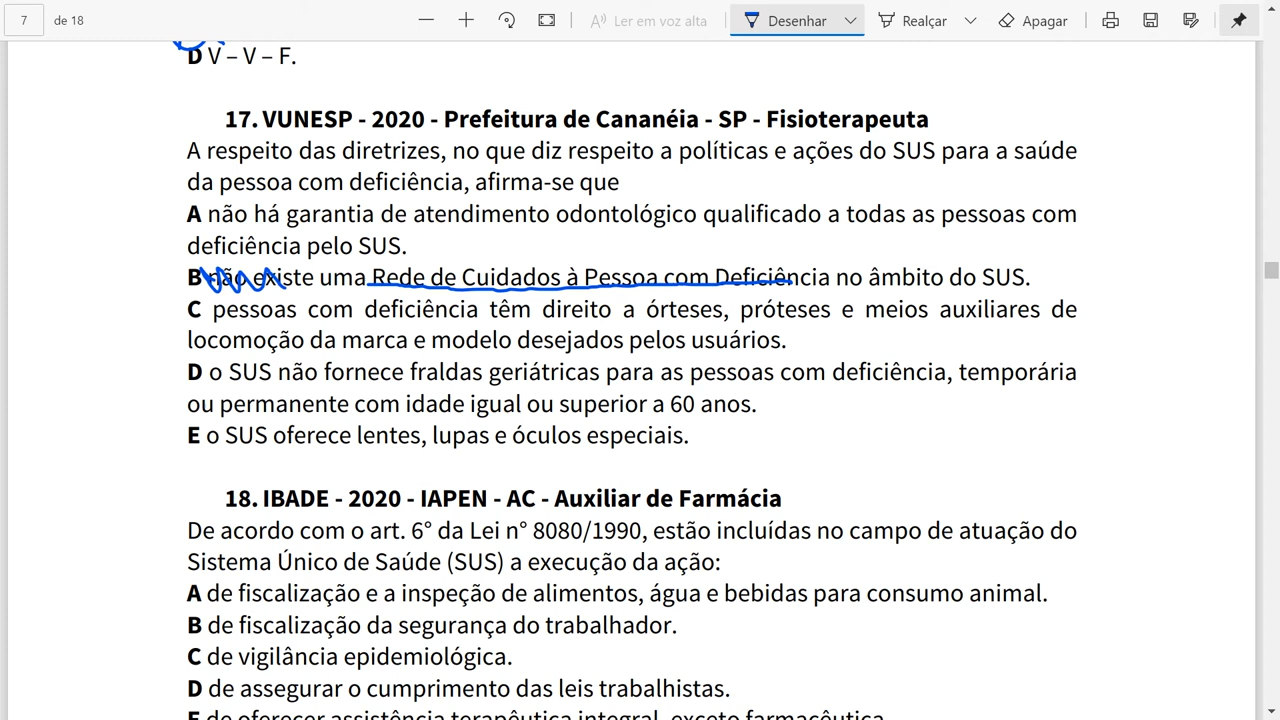 7
de 18
Ler em voz alta
Desenhar
Realçar
Apagar
D V – V – F.
17. VUNESP - 2020 - Prefeitura de Cananéia - SP - Fisioterapeuta
A respeito das diretrizes, no que diz respeito a políticas e ações do SUS para a saúde
da pessoa com deficiência, afirma-se que
A não há garantia de atendimento odontológico qualificado a todas as pessoas com
deficiência pelo SUS.
B não existe uma Rede de Cuidados à Pessoa com Deficiência no âmbito do SUS.
C pessoas com deficiência têm direito a órteses, próteses e meios auxiliares de
locomoção da marca e modelo desejados pelos usuários.
D o SUS não fornece fraldas geriátricas para as pessoas com deficiência, temporária
ou permanente com idade igual ou superior a 60 anos.
E o SUS oferece lentes, lupas e óculos especiais.
18. IBADE - 2020 - IAPEN - AC - Auxiliar de Farmácia
De acordo com o art. 6° da Lei n° 8080/1990, estão incluídas no campo de atuação do
Sistema Único de Saúde (SUS) a execução da ação:
A de fiscalização e a inspeção de alimentos, água e bebidas para consumo animal.
B de fiscalização da segurança do trabalhador.
C de vigilância epidemiológica.
D de assegurar o cumprimento das leis trabalhistas.
E de oferecer assistência terapêutica integral, exceto farmacêutica.